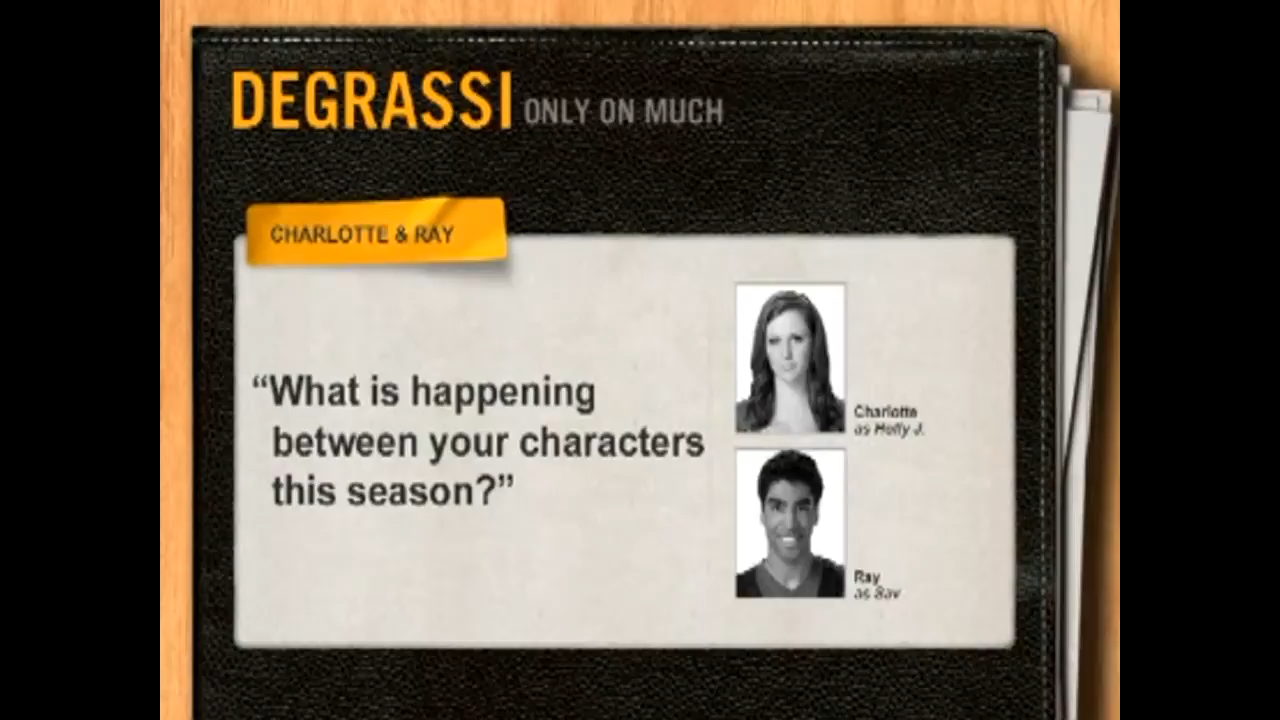 DEGRASSI ONLY ON MUCH
CHARLOTTE & RAY
“What is happening
between your characters
this season?”
Charlotte
as Holly J.
Ray
as Sav